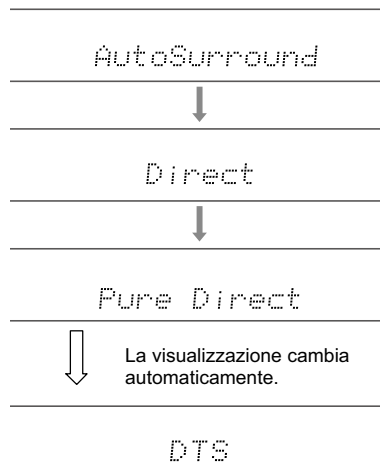 AutoSurround
Direct
Pure Direct
La visualizzazione cambia
automaticamente.
DTS